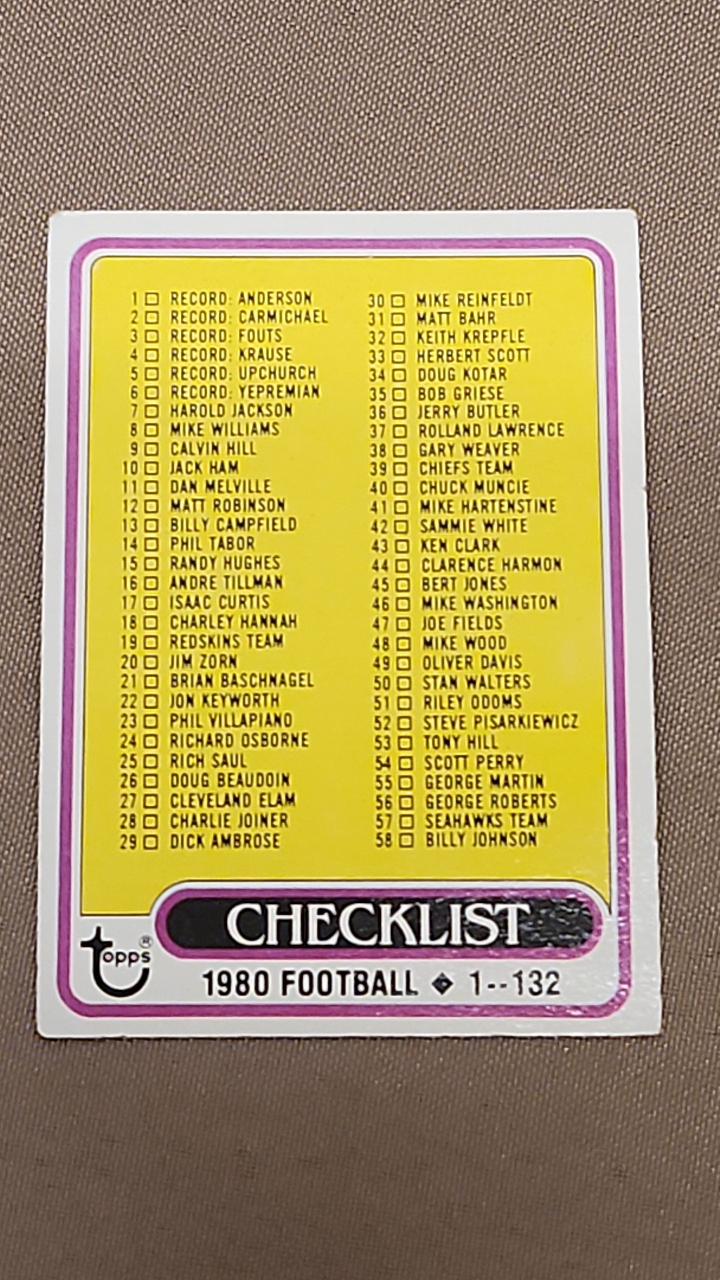 1 RECORD: ANDERSON
2 RECORD: CARMICHAEL
3 RECORD: FOUTS
4 RECORD: KRAUSE
5 RECORD: UPCHURCH
6 RECORD: YEPREMIAN
7 HAROLD JACKSON
8 MIKE WILLIAMS
9 CALVIN HILL
10 JACK HAM
11 DAN MELVILLE
12 MATT ROBINSON
13 BILLY CAMPFIELD
14 PHIL TABOR
15 RANDY HUGHES
16 ANDRE TILLMAN
17 ISAAC CURTIS
18 CHARLEY HANNAH
19 REDSKINS TEAM
20 JIM ZORN
21 BRIAN BASCHNAGEL
22 JON KEYWORTH
23 PHIL VILLAPIANO
24 RICHARD OSBORNE
25 RICH SAUL
26 DOUG BEAUDOIN
27 CLEVELAND ELAM
28 CHARLIE JOINER
29 DICK AMBROSE
30 MIKE REINFELDT
31 MATT BAHR
32 KEITH KREPFLE
33 HERBERT SCOTT
34 DOUG KOTAR
35 BOB GRIESE
36 JERRY BUTLER
37 ROLLAND LAWRENCE
38 GARY WEAVER
39 CHIEFS TEAM
40 CHUCK MUNCIE
41 MIKE HARTENSTINE
42 SAMMIE WHITE
43 KEN CLARK
44 CLARENCE HARMON
45 BERT JONES
46 MIKE WASHINGTON
47 JOE FIELDS
48 MIKE WOOD
49 OLIVER DAVIS
50 STAN WALTERS
51 RILEY ODOMS
52 STEVE PISARKIEWICZ
53 TONY HILL
54 SCOTT PERRY
55 GEORGE MARTIN
56 GEORGE ROBERTS
57 SEAHAWKS TEAM
58 BILLY JOHNSON
CHECKLIST
topps®
1980 FOOTBALL ◆ 1--132